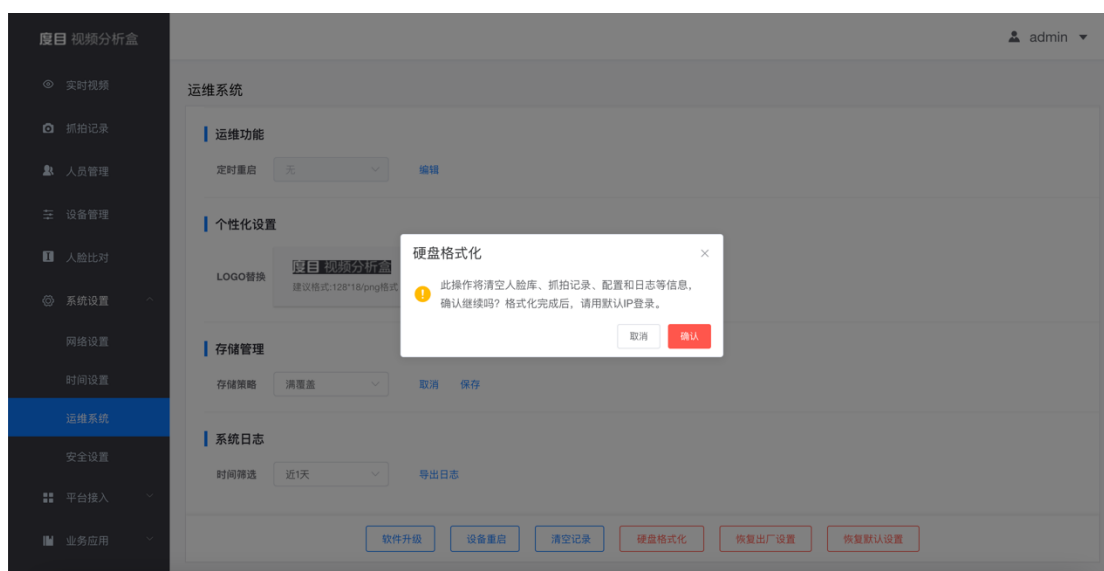 度目 视频分析盒
admin
实时视频
抓拍记录
人员管理
设备管理
人脸比对
系统设置
网络设置
时间设置
运维系统
安全设置
平台接入
业务应用
运维系统
运维功能
定时重启 无 编辑
个性化设置
LOGO替换
度目 视频分析盒
建议格式:128*18/png格式
硬盘格式化
此操作将清空人脸库、抓拍记录、配置和日志等信息,
确认继续吗?格式化完成后,请用默认IP登录。
取消 确认
存储管理
存储策略 满覆盖 取消 保存
系统日志
时间筛选 近1天 导出日志
软件升级 设备重启 清空记录 硬盘格式化 恢复出厂设置 恢复默认设置